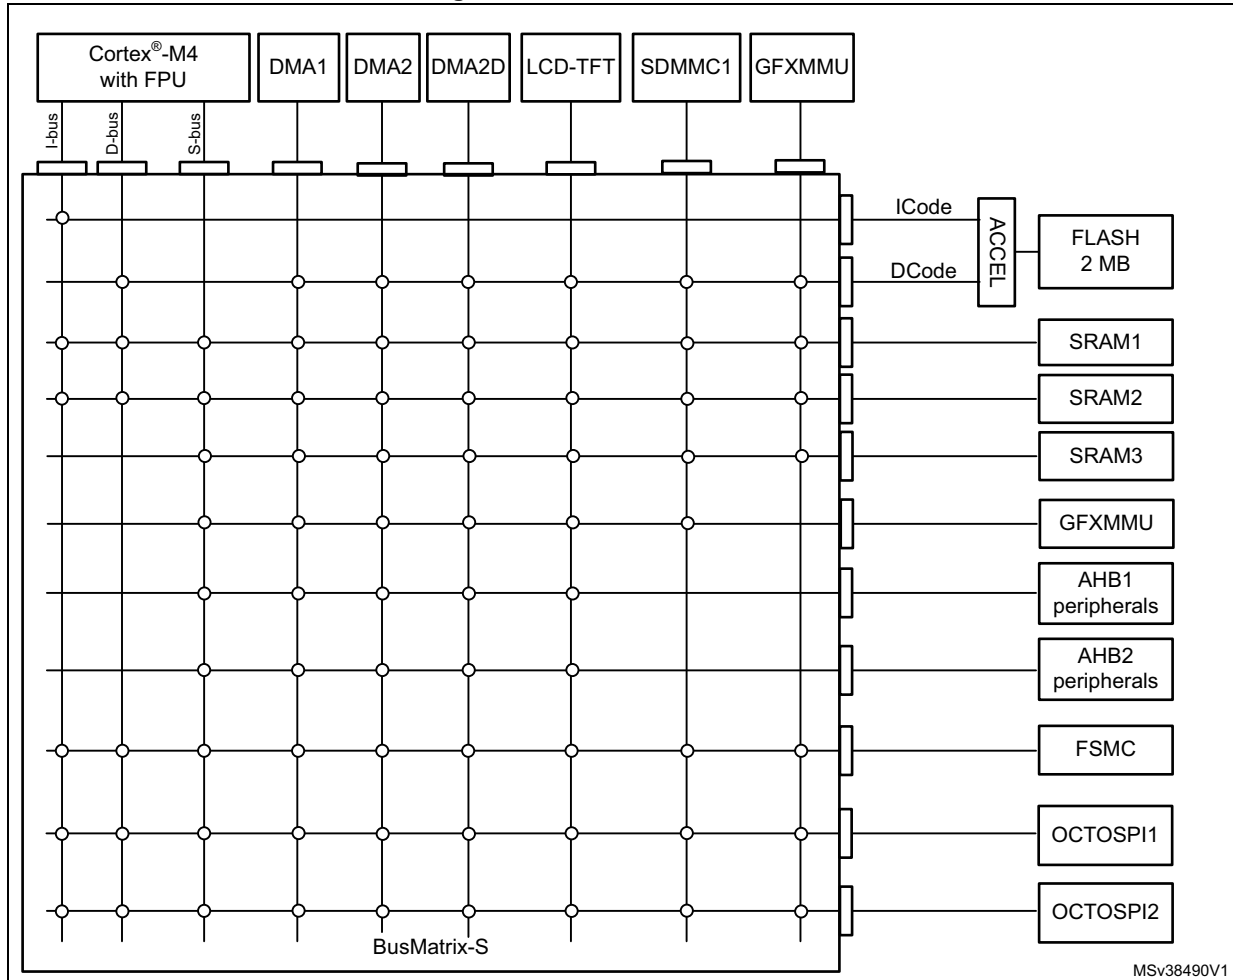 Cortex®-M4
with FPU
DMA1
DMA2
DMA2D
LCD-TFT
SDMMC1
GFXMMU
I-bus
D-bus
S-bus
ICode
DCode
ACCEL
FLASH
2 MB
SRAM1
SRAM2
SRAM3
GFXMMU
AHB1
peripherals
AHB2
peripherals
FSMC
OCTOSPI1
OCTOSPI2
BusMatrix-S
MSv38490V1